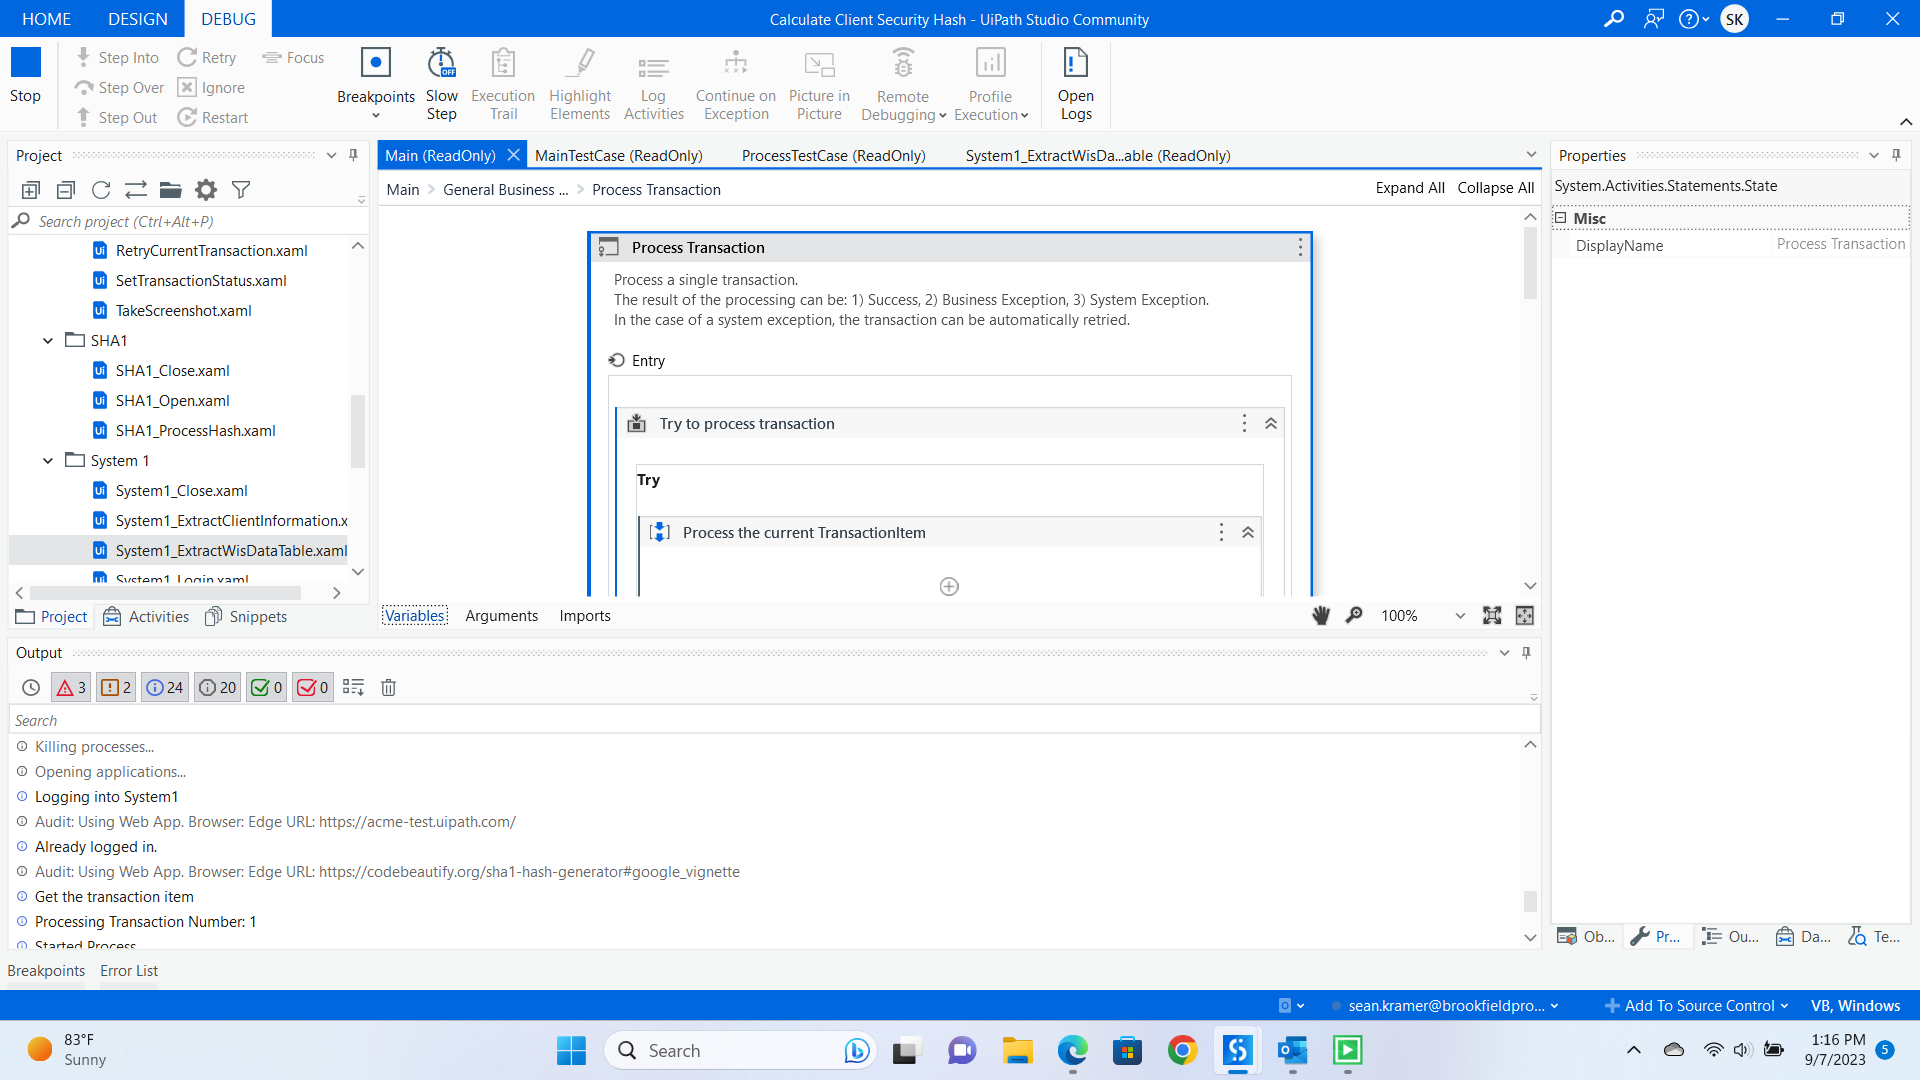 HOME DESIGN DEBUG
Calculate Client Security Hash - UiPath Studio Community
SK
Stop
Step Into
Step Over
Step Out
Retry
Ignore
Restart
Focus
Breakpoints
Slow Step
OFF
Execution Trail
Highlight Elements
Log Activities
Continue on Exception
Picture in Picture
Remote Debugging
Profile Execution
Open Logs
Project
Search project (Ctrl+Alt+P)
RetryCurrentTransaction.xaml
SetTransactionStatus.xaml
TakeScreenshot.xaml
SHA1
SHA1_Close.xaml
SHA1_Open.xaml
SHA1_ProcessHash.xaml
System 1
System1_Close.xaml
System1_ExtractClientInformation.x
System1_ExtractWisDataTable.xaml
System1_Login.xaml
Project Activities Snippets
Main (ReadOnly) MainTestCase (ReadOnly) ProcessTestCase (ReadOnly) System1_ExtractWisDa...able (ReadOnly)
Main > General Business ... > Process Transaction
Expand All Collapse All
Process Transaction
Process a single transaction.
The result of the processing can be: 1) Success, 2) Business Exception, 3) System Exception.
In the case of a system exception, the transaction can be automatically retried.
Entry
Try to process transaction
Try
Process the current TransactionItem
Variables Arguments Imports
100%
Properties
System.Activities.Statements.State
Misc
DisplayName Process Transaction
Ob... Pr... Ou... Da... Te...
Output
3 2 24 20 0 0
Search
Killing processes...
Opening applications...
Logging into System1
Audit: Using Web App. Browser: Edge URL: https://acme-test.uipath.com/
Already logged in.
Audit: Using Web App. Browser: Edge URL: https://codebeautify.org/sha1-hash-generator#google_vignette
Get the transaction item
Processing Transaction Number: 1
Started Process
Breakpoints Error List
sean.kramer@brookfieldpro... Add To Source Control VB, Windows
83°F
Sunny
Search
1:16 PM
9/7/2023
5